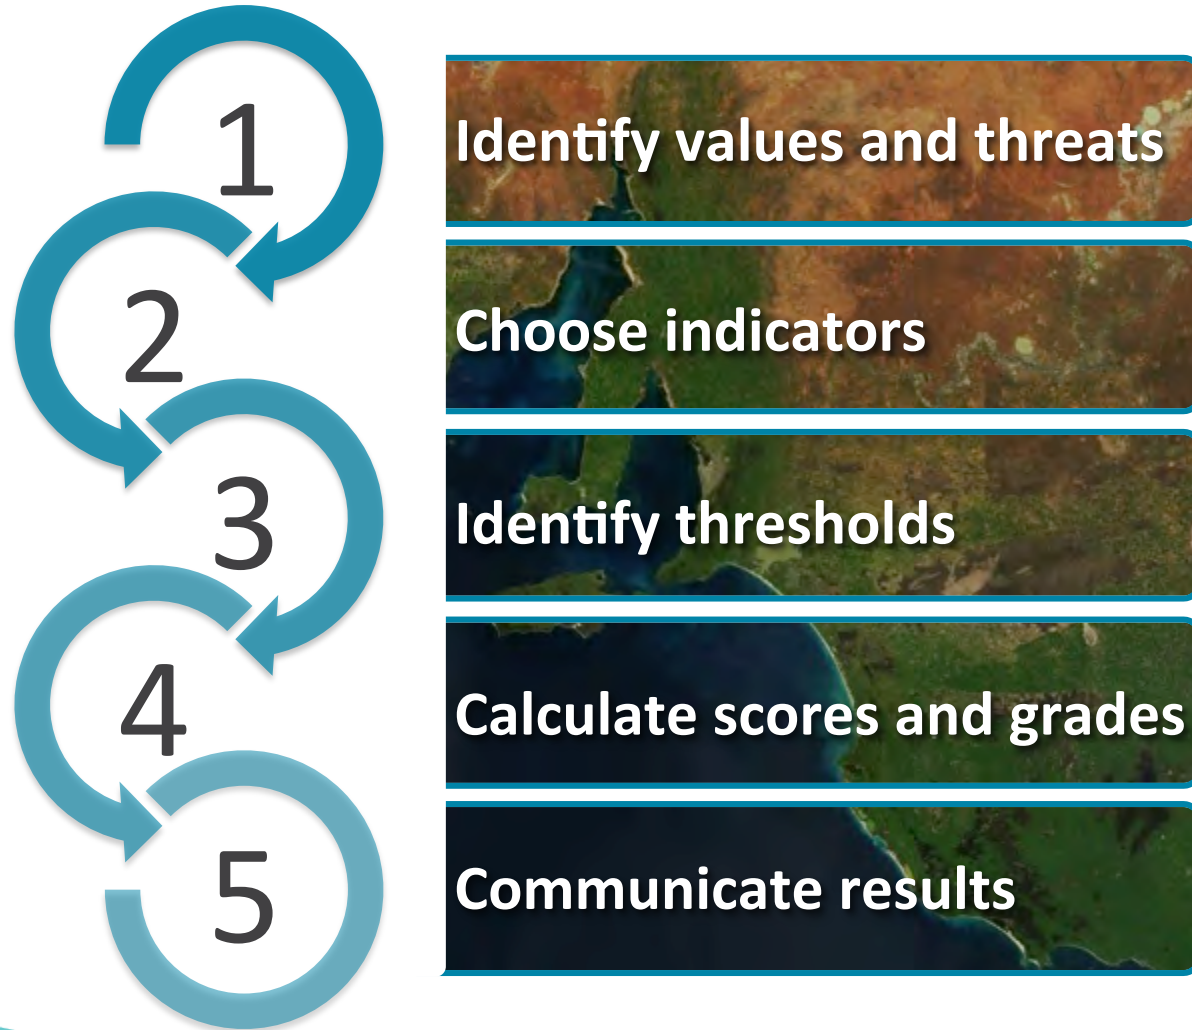 1
Identify values and threats
2
Choose indicators
3
Identify thresholds
4
Calculate scores and grades
5
Communicate results